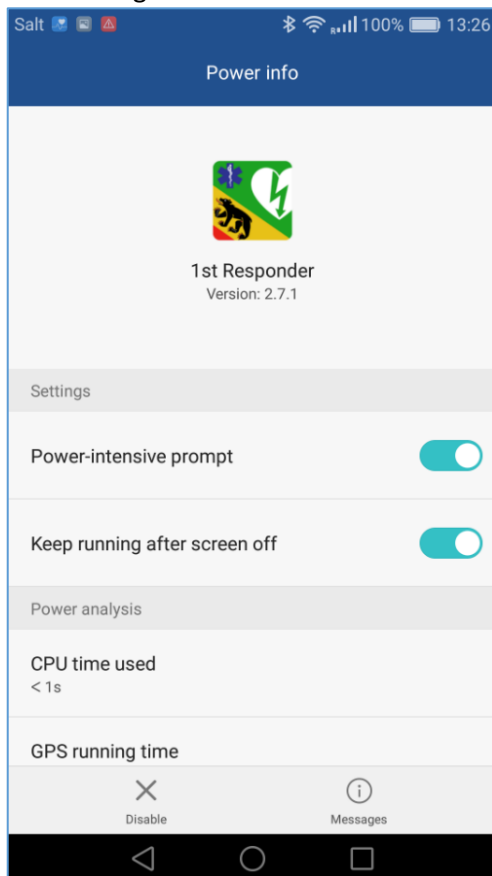 Salt 100% 13:26
Power info
1st Responder
Version: 2.7.1
Settings
Power-intensive prompt
Keep running after screen off
Power analysis
CPU time used
< 1s
GPS running time
Disable Messages